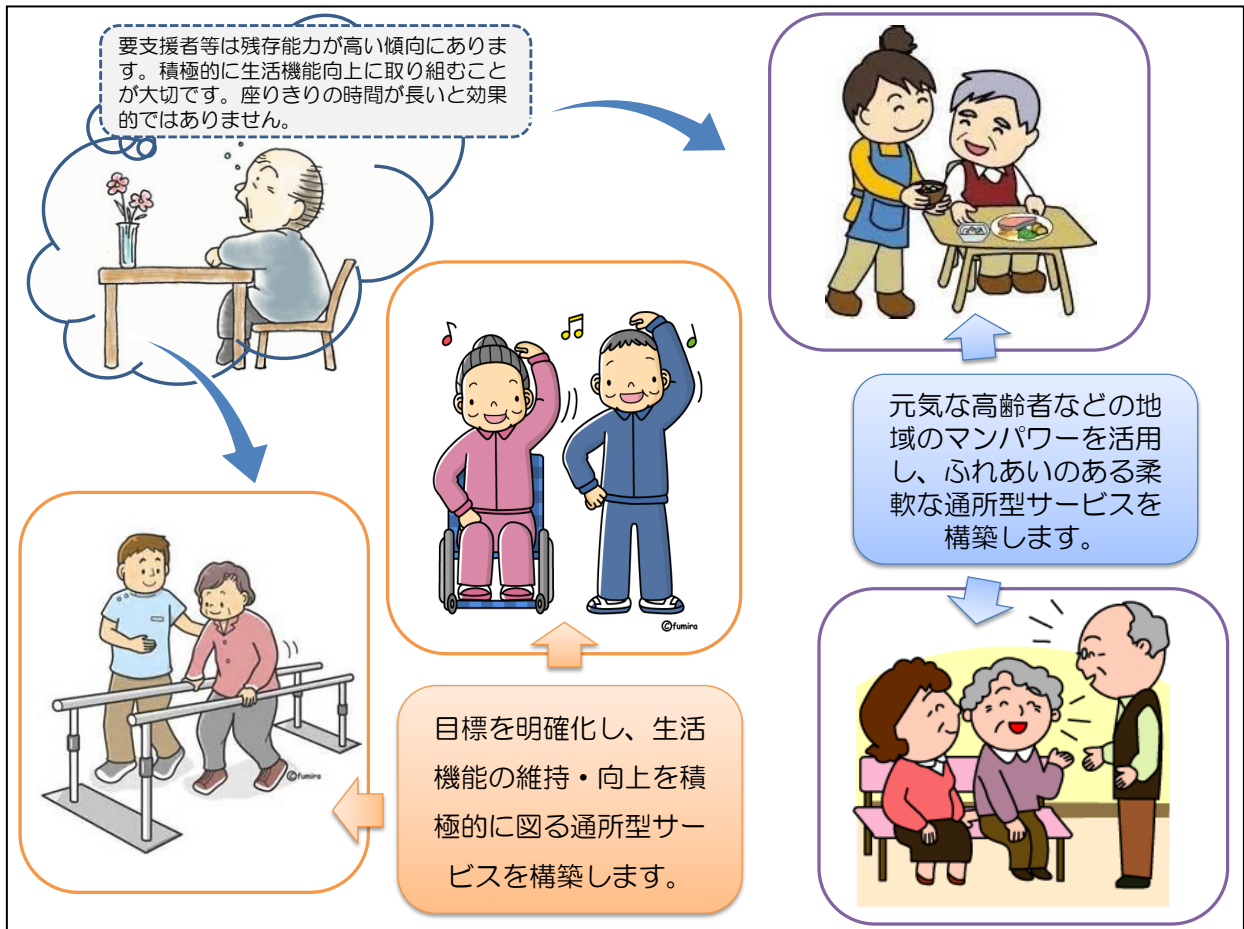 要支援者等は残存能力が高い傾向にありま
す。積極的に生活機能向上に取り組むこと
が大切です。座りきりの時間が長いと効果
的ではありません。
元気な高齢者などの地
域のマンパワーを活用
し、ふれあいのある柔
軟な通所型サービスを
構築します。
©fumira
©fumira
目標を明確化し、生活
機能の維持・向上を積
極的に図る通所型サー
ビスを構築します。